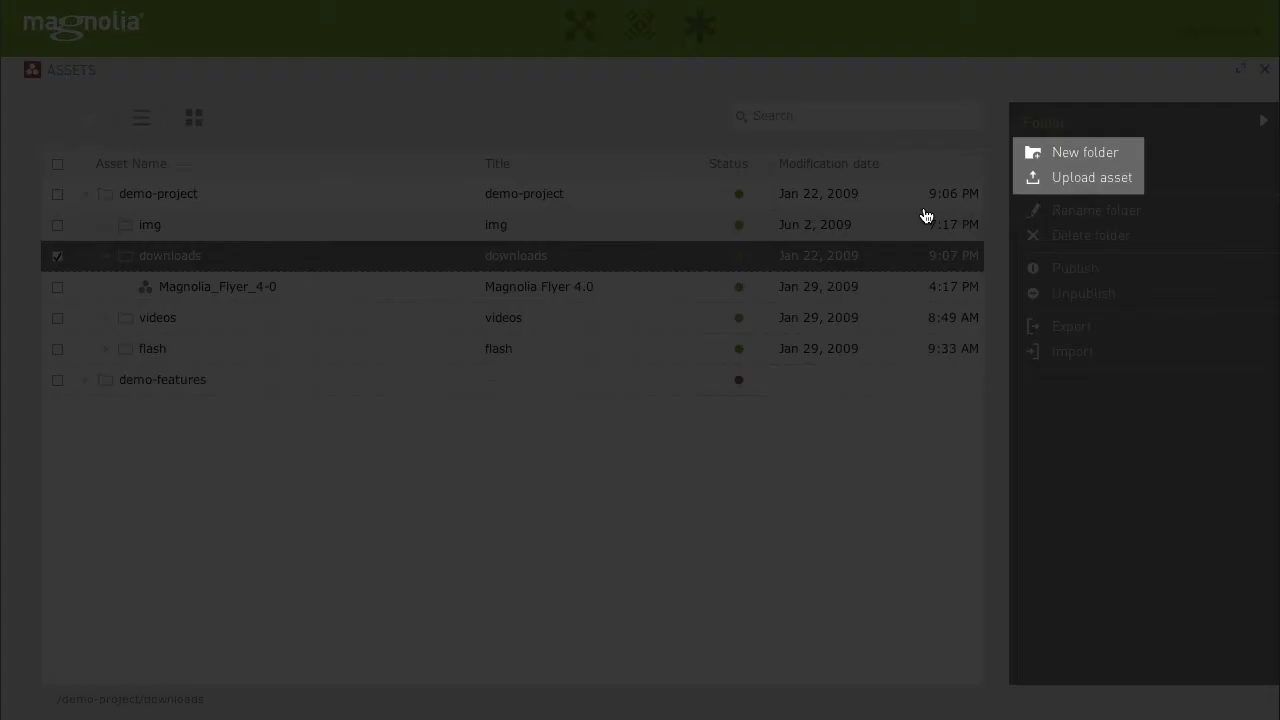 magnolia
ASSETS
Search
Folder
New folder
Upload asset
Asset Name Title Status Modification date
demo-project demo-project Jan 22, 2009 9:06 PM
img img Jun 2, 2009 7:17 PM
Rename folder
Delete folder
downloads downloads Jan 22, 2009 9:07 PM
Publish
Magnolia_Flyer_4-0 Magnolia Flyer 4.0 Jan 29, 2009 4:17 PM
Unpublish
videos videos Jan 29, 2009 8:49 AM
Export
flash flash Jan 29, 2009 9:33 AM
Import
demo-features
/demo-project/downloads